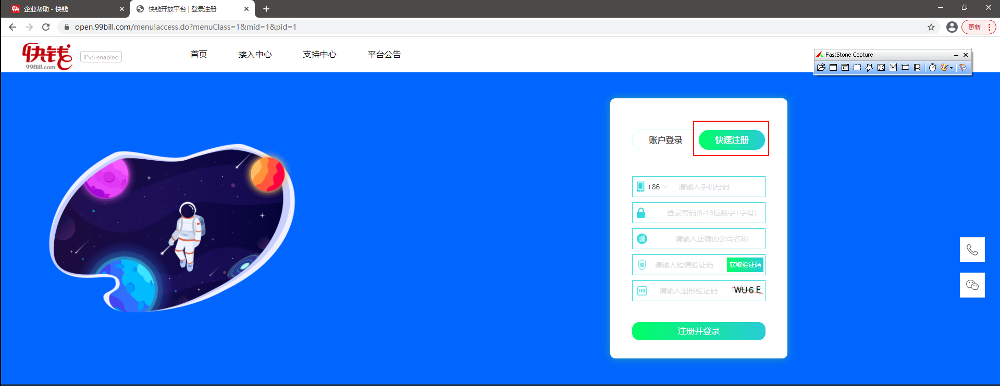 企业帮助 - 快钱
快钱开放平台 | 登录注册
open.99bill.com/menu!access.do?menuClass=1&mid=1&pid=1
更新
快钱
99Bill.com
IPv6 enabled
首页
接入中心
支持中心
平台公告
FastStone Capture
账户登录
快速注册
+86
请输入手机号码
登录密码(6-18位数字+字母)
请输入正确的公司名称
请输入短信验证码
获取验证码
123
请输入图形验证码
WU6E
注册并登录